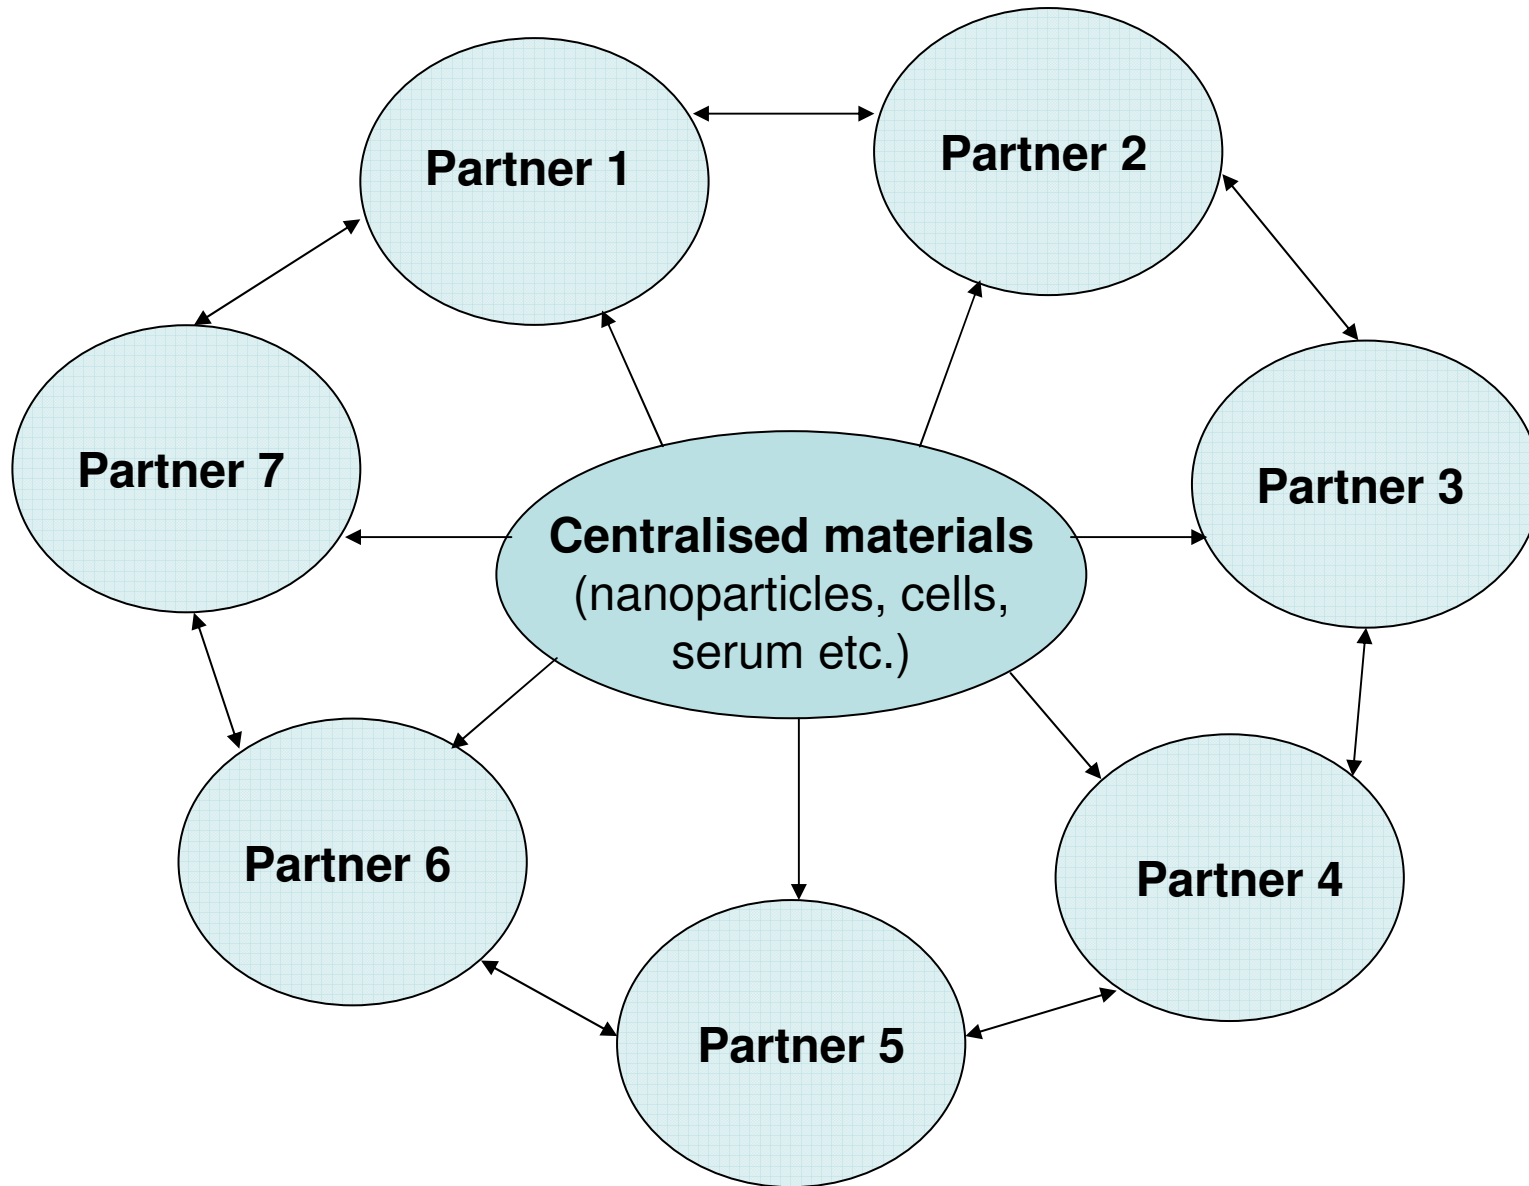 Partner 1
Partner 2
Partner 7
Partner 3
Centralised materials
(nanoparticles, cells,
serum etc.)
Partner 6
Partner 4
Partner 5